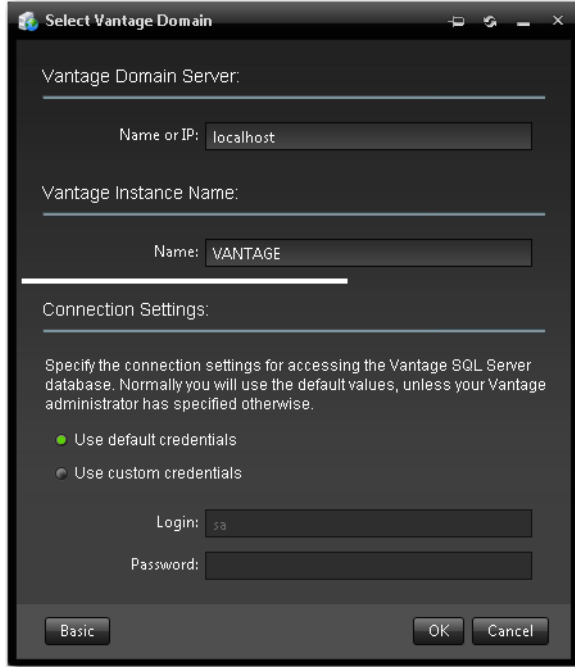 Select Vantage Domain
Vantage Domain Server:
Name or IP: localhost
Vantage Instance Name:
Name: VANTAGE
Connection Settings:
Specify the connection settings for accessing the Vantage SQL Server
database. Normally you will use the default values, unless your Vantage
administrator has specified otherwise.
Use default credentials
Use custom credentials
Login: sa
Password:
Basic OK Cancel